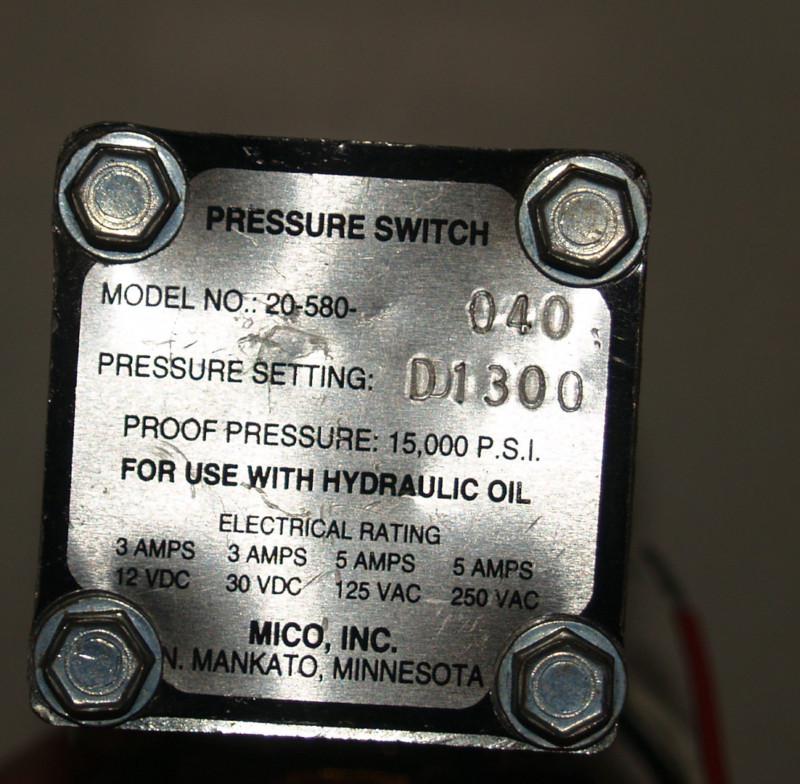 PRESSURE SWITCH
MODEL NO.: 20-580- 040
PRESSURE SETTING: D1300
PROOF PRESSURE: 15,000 P.S.I.
FOR USE WITH HYDRAULIC OIL
ELECTRICAL RATING
3 AMPS 3 AMPS 5 AMPS 5 AMPS
12 VDC 30 VDC 125 VAC 250 VAC
MICO, INC.
N. MANKATO, MINNESOTA